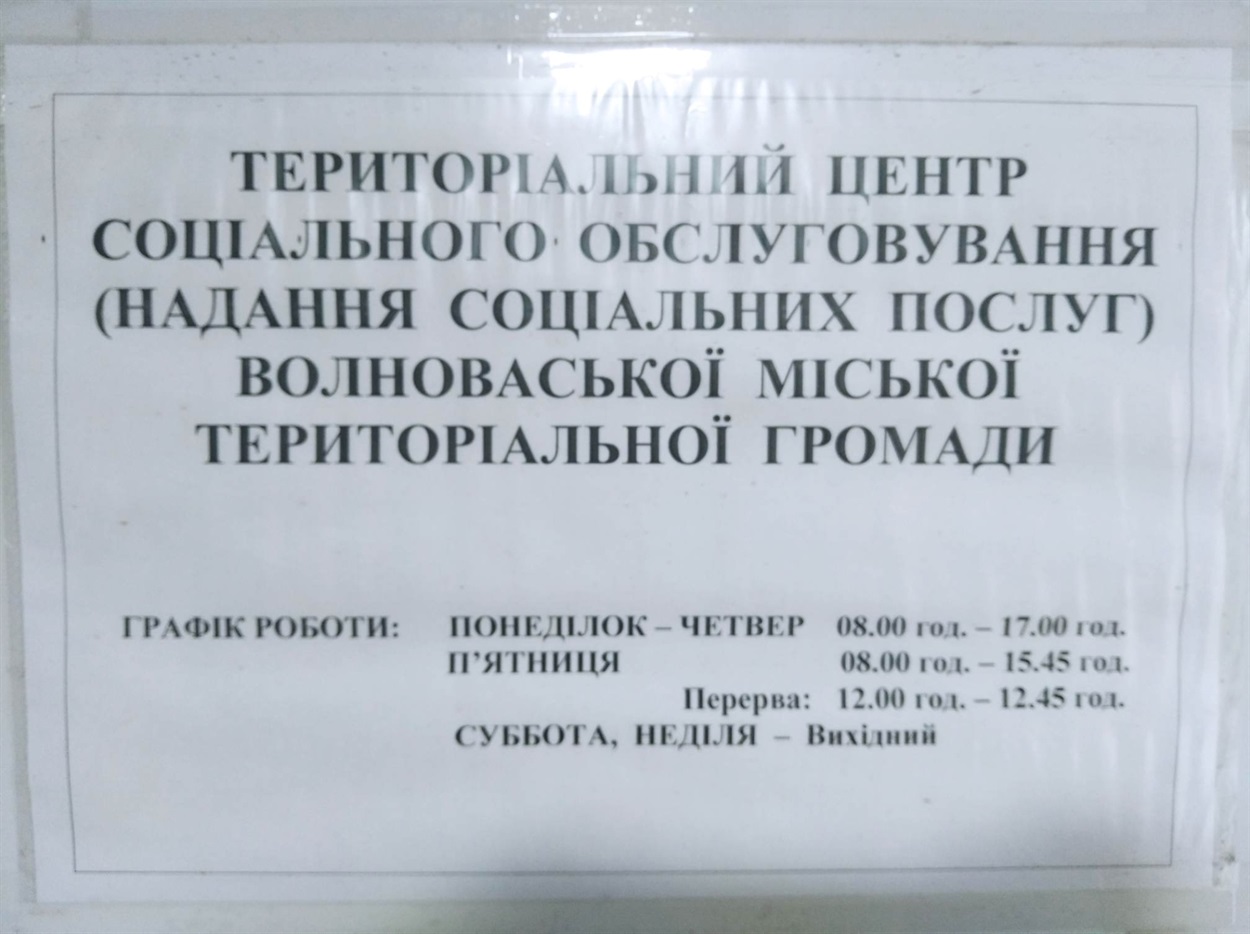 ТЕРИТОРІАЛЬНИЙ ЦЕНТР
СОЦІАЛЬНОГО ОБСЛУГОВУВАННЯ
(НАДАННЯ СОЦІАЛЬНИХ ПОСЛУГ)
ВОЛНОВАСЬКОЇ МІСЬКОЇ
ТЕРИТОРІАЛЬНОЇ ГРОМАДИ
ГРАФІК РОБОТИ: ПОНЕДІЛОК – ЧЕТВЕР 08.00 год. – 17.00 год.
П’ЯТНИЦЯ 08.00 год. – 15.45 год.
Перерва: 12.00 год. – 12.45 год.
СУББОТА, НЕДІЛЯ – Вихідний